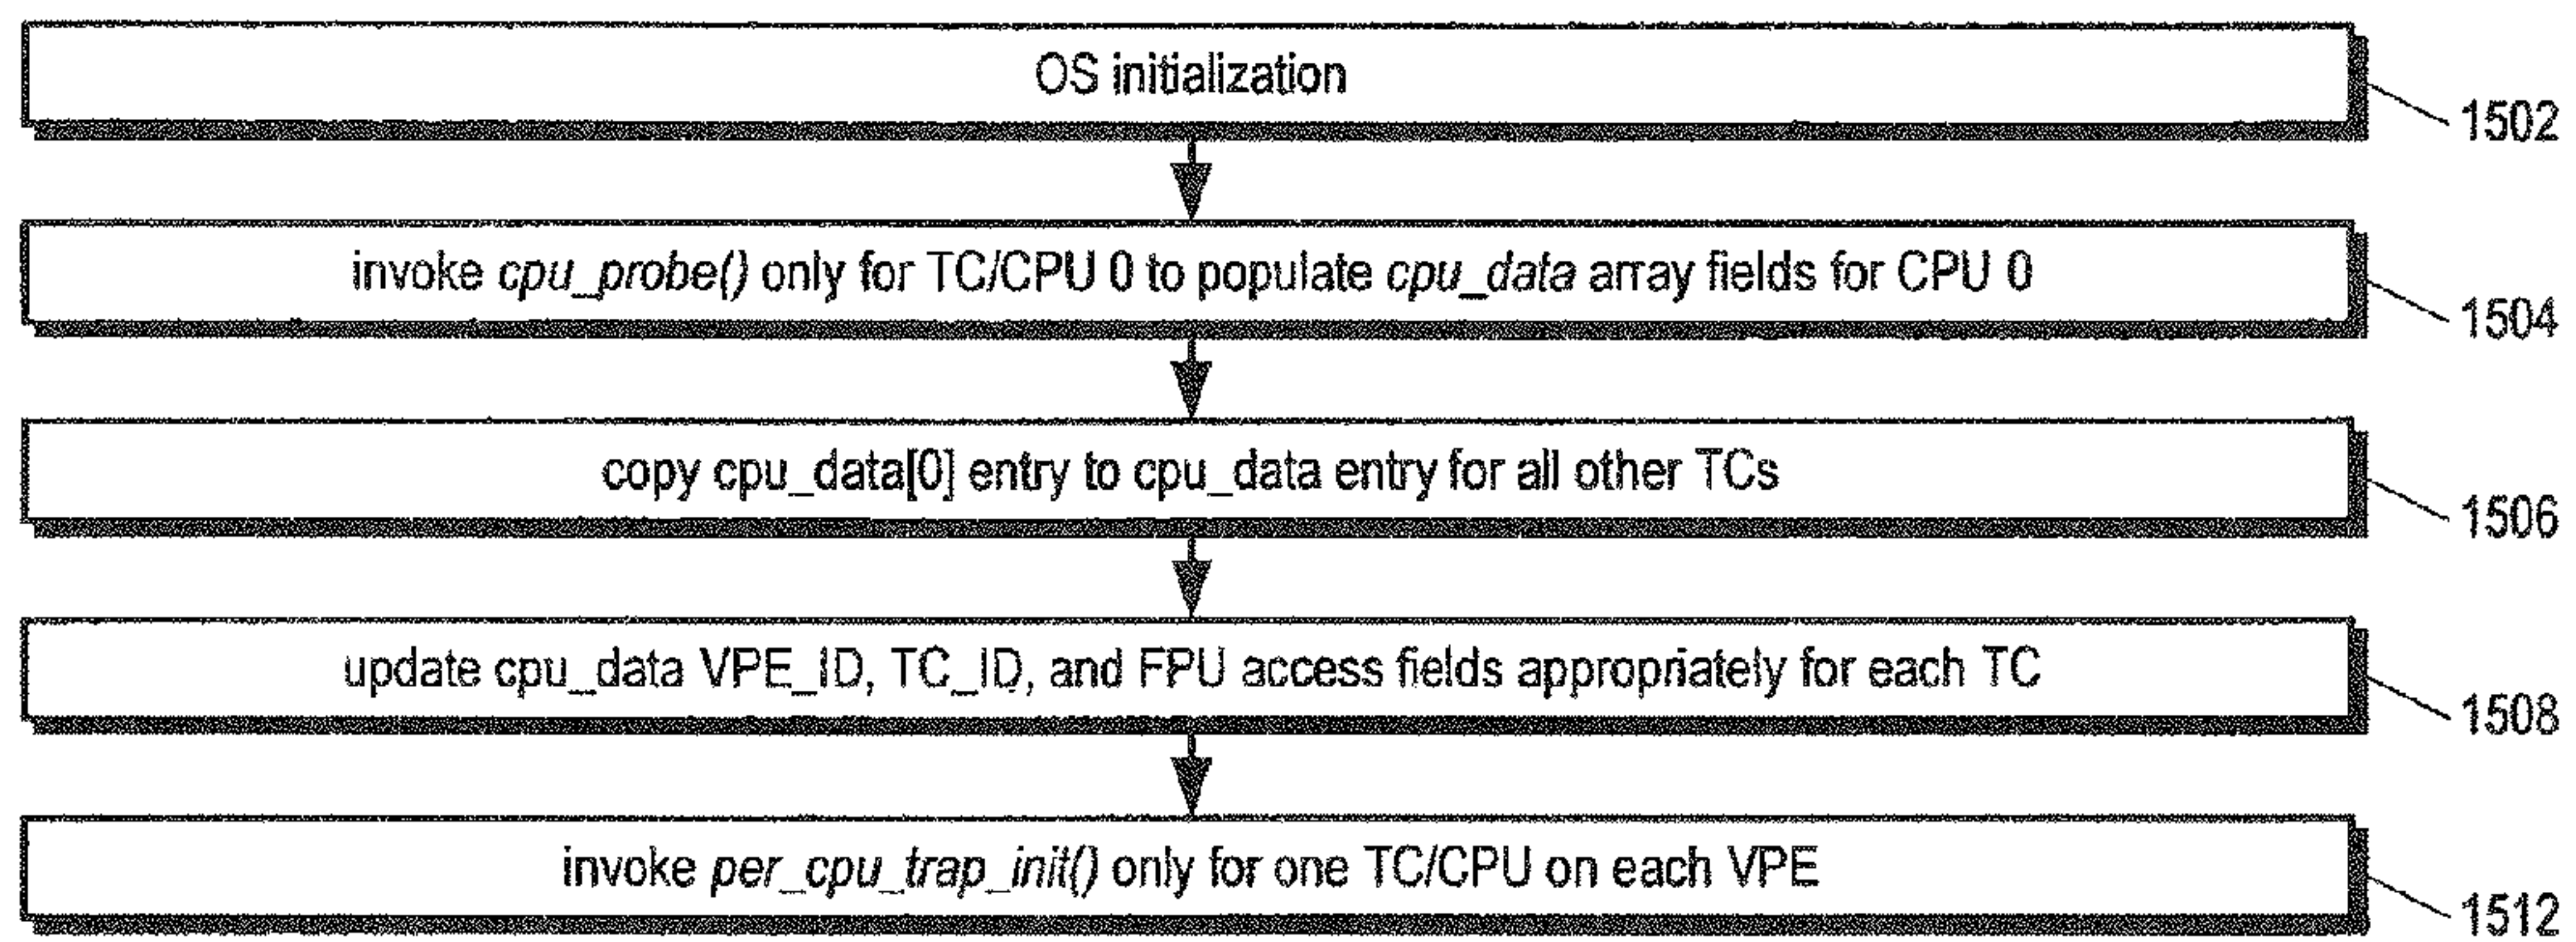 OS initialization
1502
invoke cpu_probe() only for TC/CPU 0 to populate cpu_data array fields for CPU 0
1504
copy cpu_data[0] entry to cpu_data entry for all other TCs
1506
update cpu_data VPE_ID, TC_ID, and FPU access fields appropriately for each TC
1508
invoke per_cpu_trap_init() only for one TC/CPU on each VPE
1512